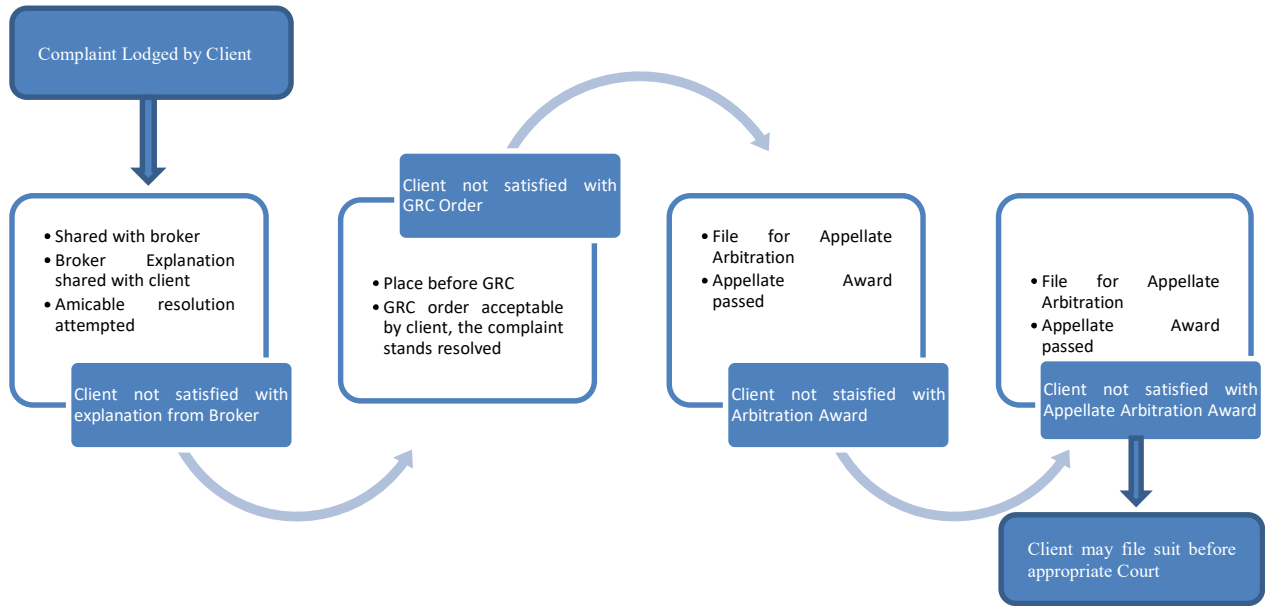 Complaint Lodged by Client
• Shared with broker
• Broker Explanation
shared with client
• Amicable resolution
attempted
Client not satisfied with
explanation from Broker
Client not satisfied with
GRC Order
• Place before GRC
• GRC order acceptable
by client, the complaint
stands resolved
• File for Appellate
Arbitration
• Appellate Award
passed
Client not staisfied with
Arbitration Award
• File for Appellate
Arbitration
• Appellate Award
passed
Client not satisfied with
Appellate Arbitration Award
Client may file suit before
appropriate Court